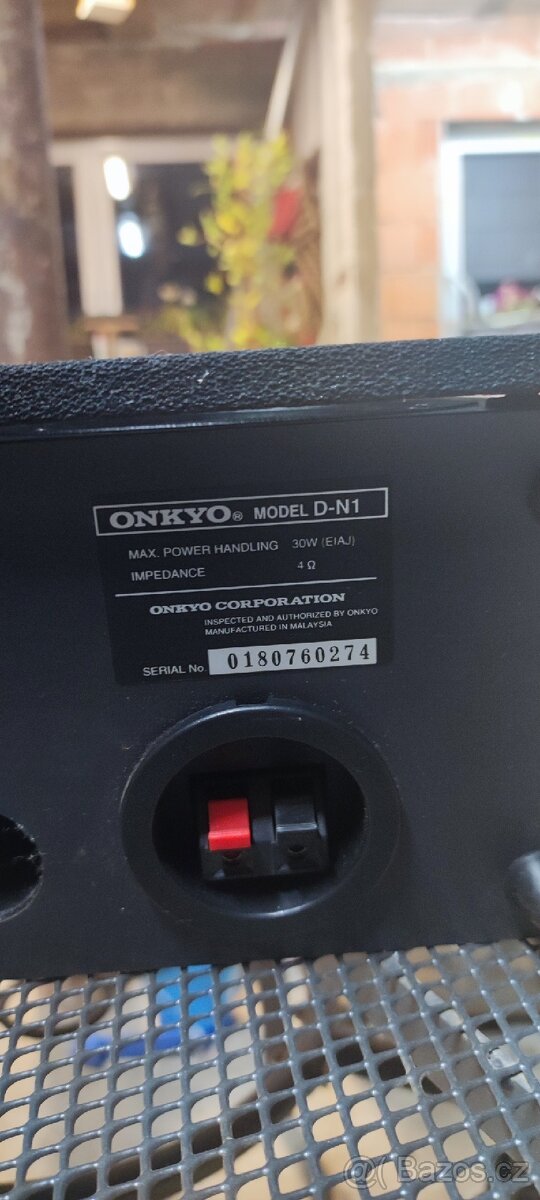 ONKYO® MODEL D-N1
MAX. POWER HANDLING 30W (EIAJ)
IMPEDANCE 4 Ω
ONKYO CORPORATION
INSPECTED AND AUTHORIZED BY ONKYO
MANUFACTURED IN MALAYSIA
SERIAL No. 0180760274
Bazos.cz